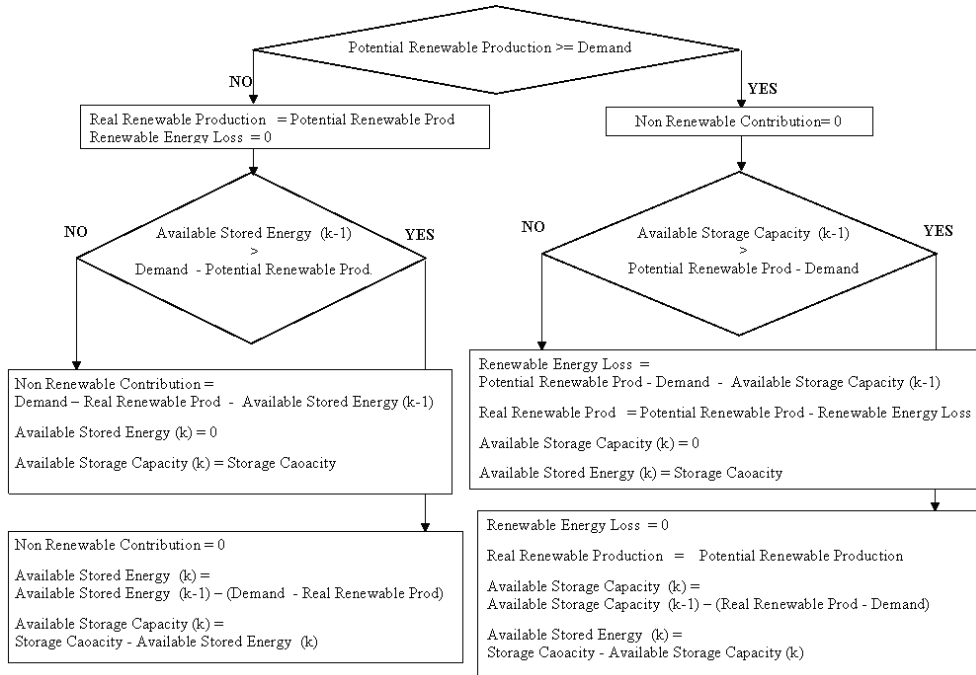 Potential Renewable Production >= Demand
NO
YES
Real Renewable Production = Potential Renewable Prod
Renewable Energy Loss = 0
Non Renewable Contribution= 0
NO
Available Stored Energy (k-1)
>
Demand - Potential Renewable Prod.
YES
NO
Available Storage Capacity (k-1)
>
Potential Renewable Prod - Demand
YES
Non Renewable Contribution =
Demand – Real Renewable Prod - Available Stored Energy (k-1)
Available Stored Energy (k) = 0
Available Storage Capacity (k) = Storage Caoacity
Renewable Energy Loss =
Potential Renewable Prod - Demand - Available Storage Capacity (k-1)
Real Renewable Prod = Potential Renewable Prod - Renewable Energy Loss
Available Storage Capacity (k) = 0
Available Stored Energy (k) = Storage Caoacity
Non Renewable Contribution = 0
Available Stored Energy (k) =
Available Stored Energy (k-1) – (Demand - Real Renewable Prod)
Available Storage Capacity (k) =
Storage Caoacity - Available Stored Energy (k)
Renewable Energy Loss = 0
Real Renewable Production = Potential Renewable Production
Available Storage Capacity (k) =
Available Storage Capacity (k-1) – (Real Renewable Prod - Demand)
Available Stored Energy (k) =
Storage Caoacity - Available Storage Capacity (k)